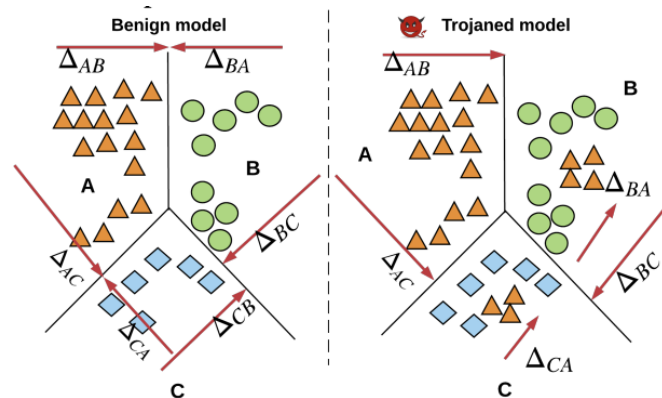 Benign model
Δ_AB
Δ_BA
A
B
Δ_AC
Δ_BC
Δ_CA
Δ_CB
C
Trojaned model
Δ_AB
B
A
Δ_BA
Δ_AC
Δ_BC
Δ_CA
C